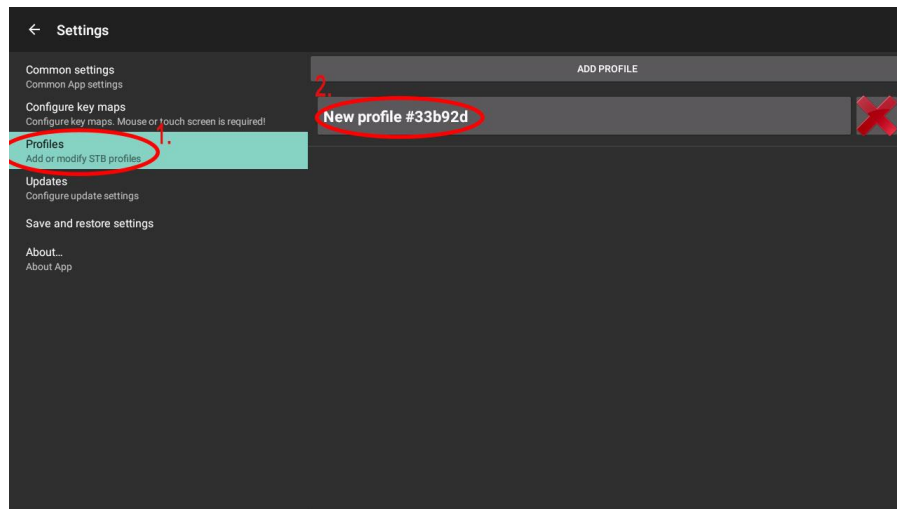 ← Settings
Common settings
Common App settings
Configure key maps
Configure key maps. Mouse or touch screen is required!
1.
Profiles
Add or modify STB profiles
Updates
Configure update settings
Save and restore settings
About...
About App
ADD PROFILE
2.
New profile #33b92d